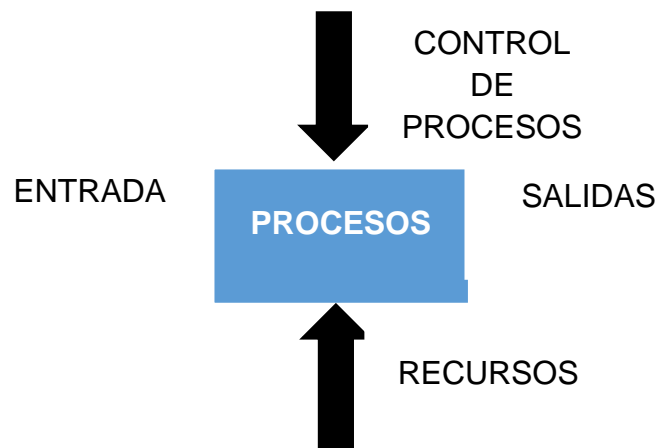 CONTROL
DE
PROCESOS
ENTRADA
PROCESOS
SALIDAS
RECURSOS